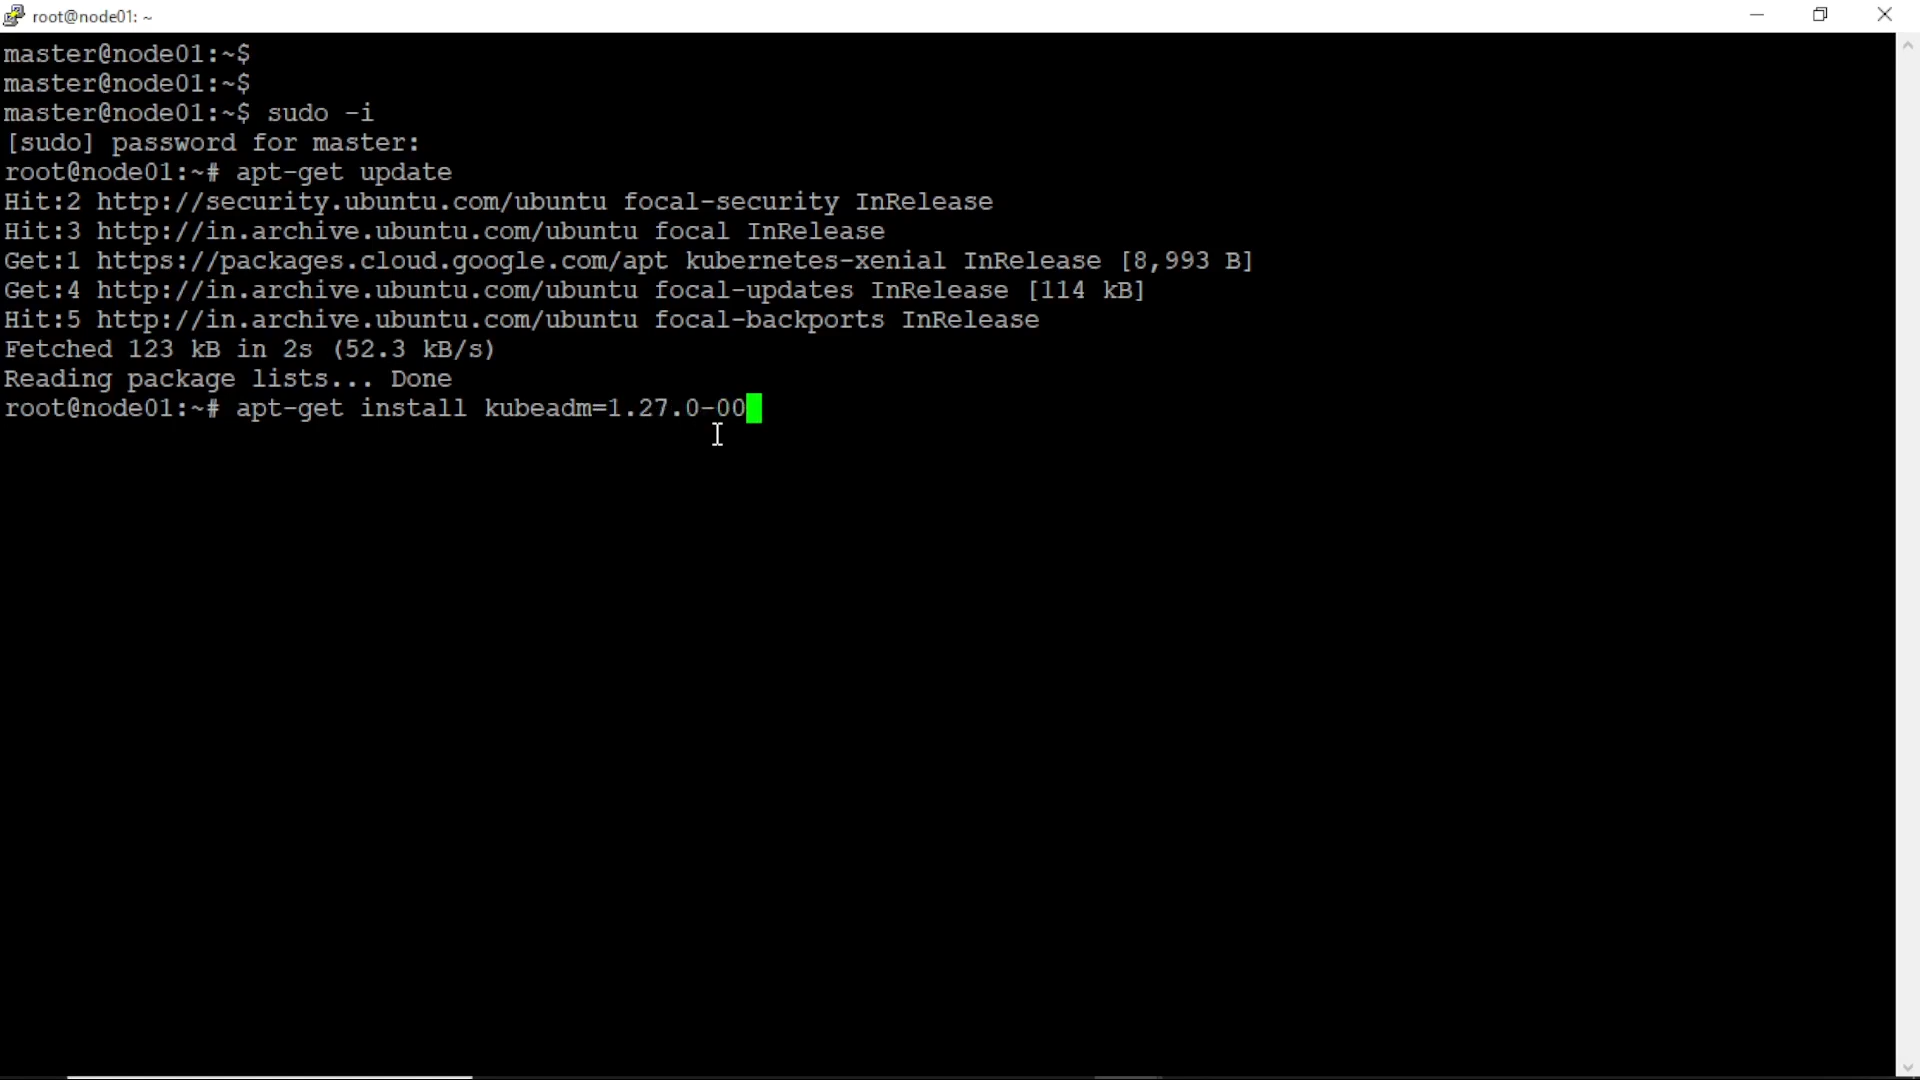 root@node01: ~
master@node01:~$
master@node01:~$
master@node01:~$ sudo -i
[sudo] password for master:
root@node01:~# apt-get update
Hit:2 http://security.ubuntu.com/ubuntu focal-security InRelease
Hit:3 http://in.archive.ubuntu.com/ubuntu focal InRelease
Get:1 https://packages.cloud.google.com/apt kubernetes-xenial InRelease [8,993 B]
Get:4 http://in.archive.ubuntu.com/ubuntu focal-updates InRelease [114 kB]
Hit:5 http://in.archive.ubuntu.com/ubuntu focal-backports InRelease
Fetched 123 kB in 2s (52.3 kB/s)
Reading package lists... Done
root@node01:~# apt-get install kubeadm=1.27.0-00